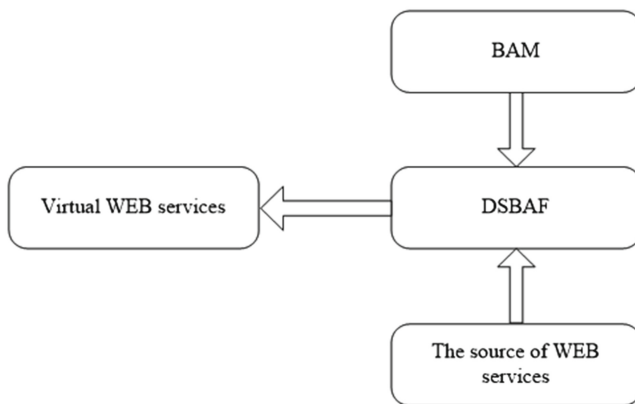 BAM
Virtual WEB services
DSBAF
The source of WEB
services